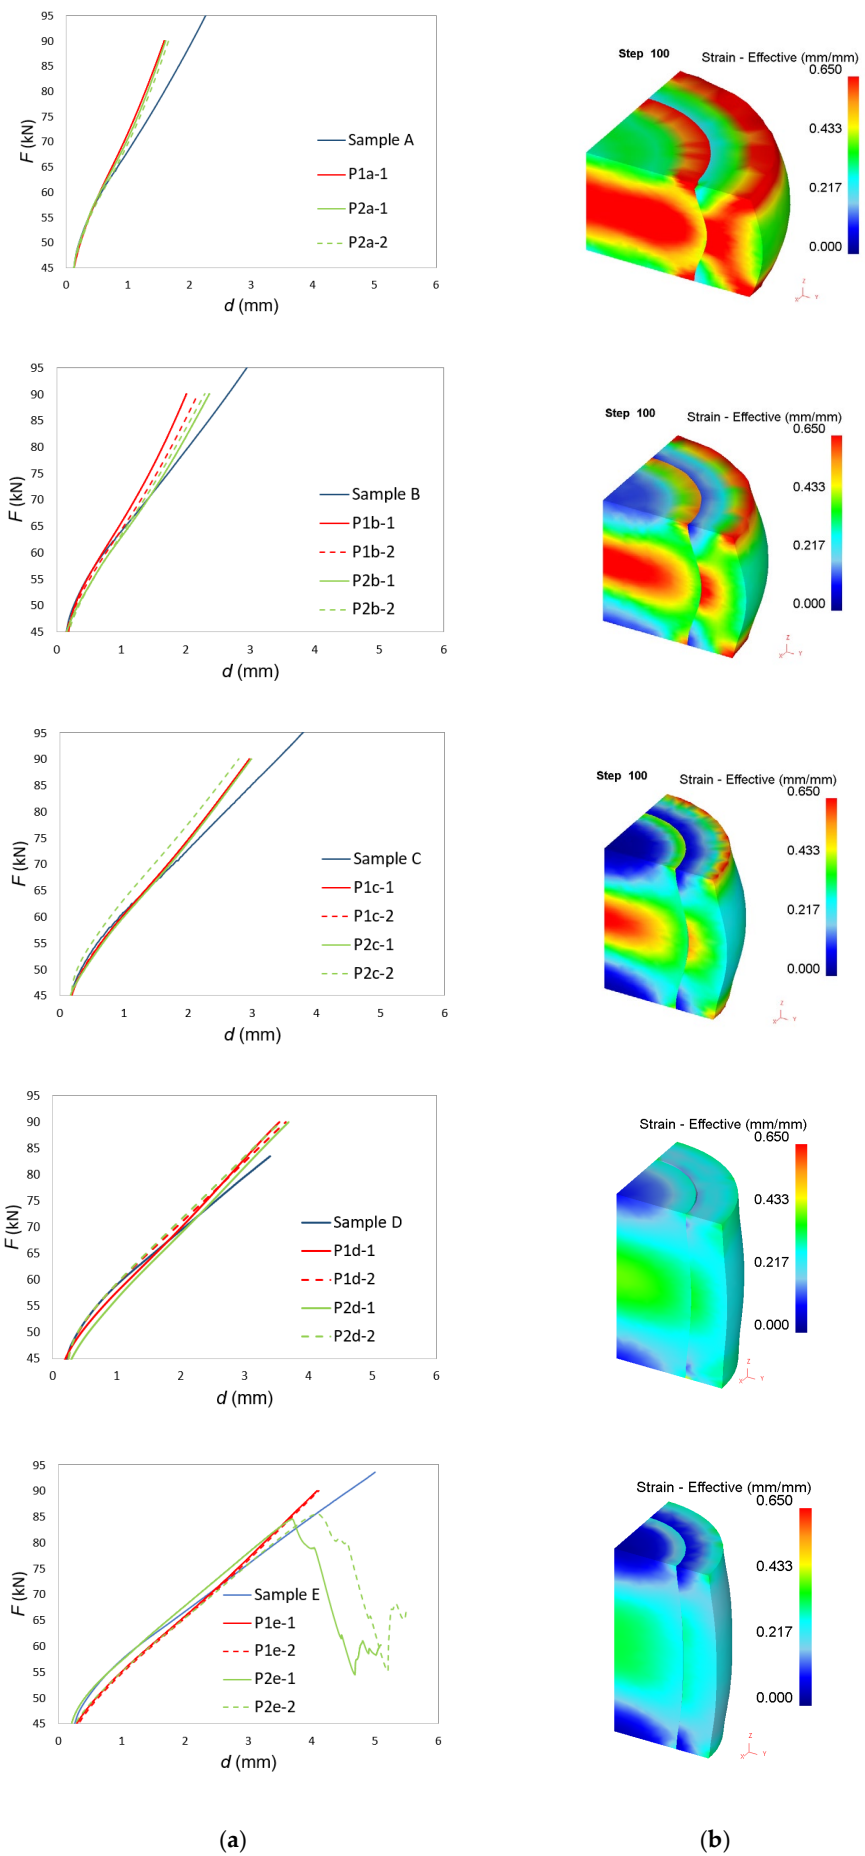 95
90
85
80
75
70
65
60
55
50
45
F (kN)
0 1 2 3 4 5 6
d (mm)
Sample A
P1a-1
P2a-1
P2a-2
Step 100
Strain - Effective (mm/mm)
0.650
0.433
0.217
0.000
Z
X Y
95
90
85
80
75
70
65
60
55
50
45
F (kN)
0 1 2 3 4 5 6
d (mm)
Sample B
P1b-1
P1b-2
P2b-1
P2b-2
Step 100
Strain - Effective (mm/mm)
0.650
0.433
0.217
0.000
Z
X Y
95
90
85
80
75
70
65
60
55
50
45
F (kN)
0 1 2 3 4 5 6
d (mm)
Sample C
P1c-1
P1c-2
P2c-1
P2c-2
Step 100
Strain - Effective (mm/mm)
0.650
0.433
0.217
0.000
Z
X Y
95
90
85
80
75
70
65
60
55
50
45
F (kN)
0 1 2 3 4 5 6
d (mm)
Sample D
P1d-1
P1d-2
P2d-1
P2d-2
Strain - Effective (mm/mm)
0.650
0.433
0.217
0.000
Z
X Y
95
90
85
80
75
70
65
60
55
50
45
F (kN)
0 1 2 3 4 5 6
d (mm)
Sample E
P1e-1
P1e-2
P2e-1
P2e-2
Strain - Effective (mm/mm)
0.650
0.433
0.217
0.000
Z
X Y
(a) (b)